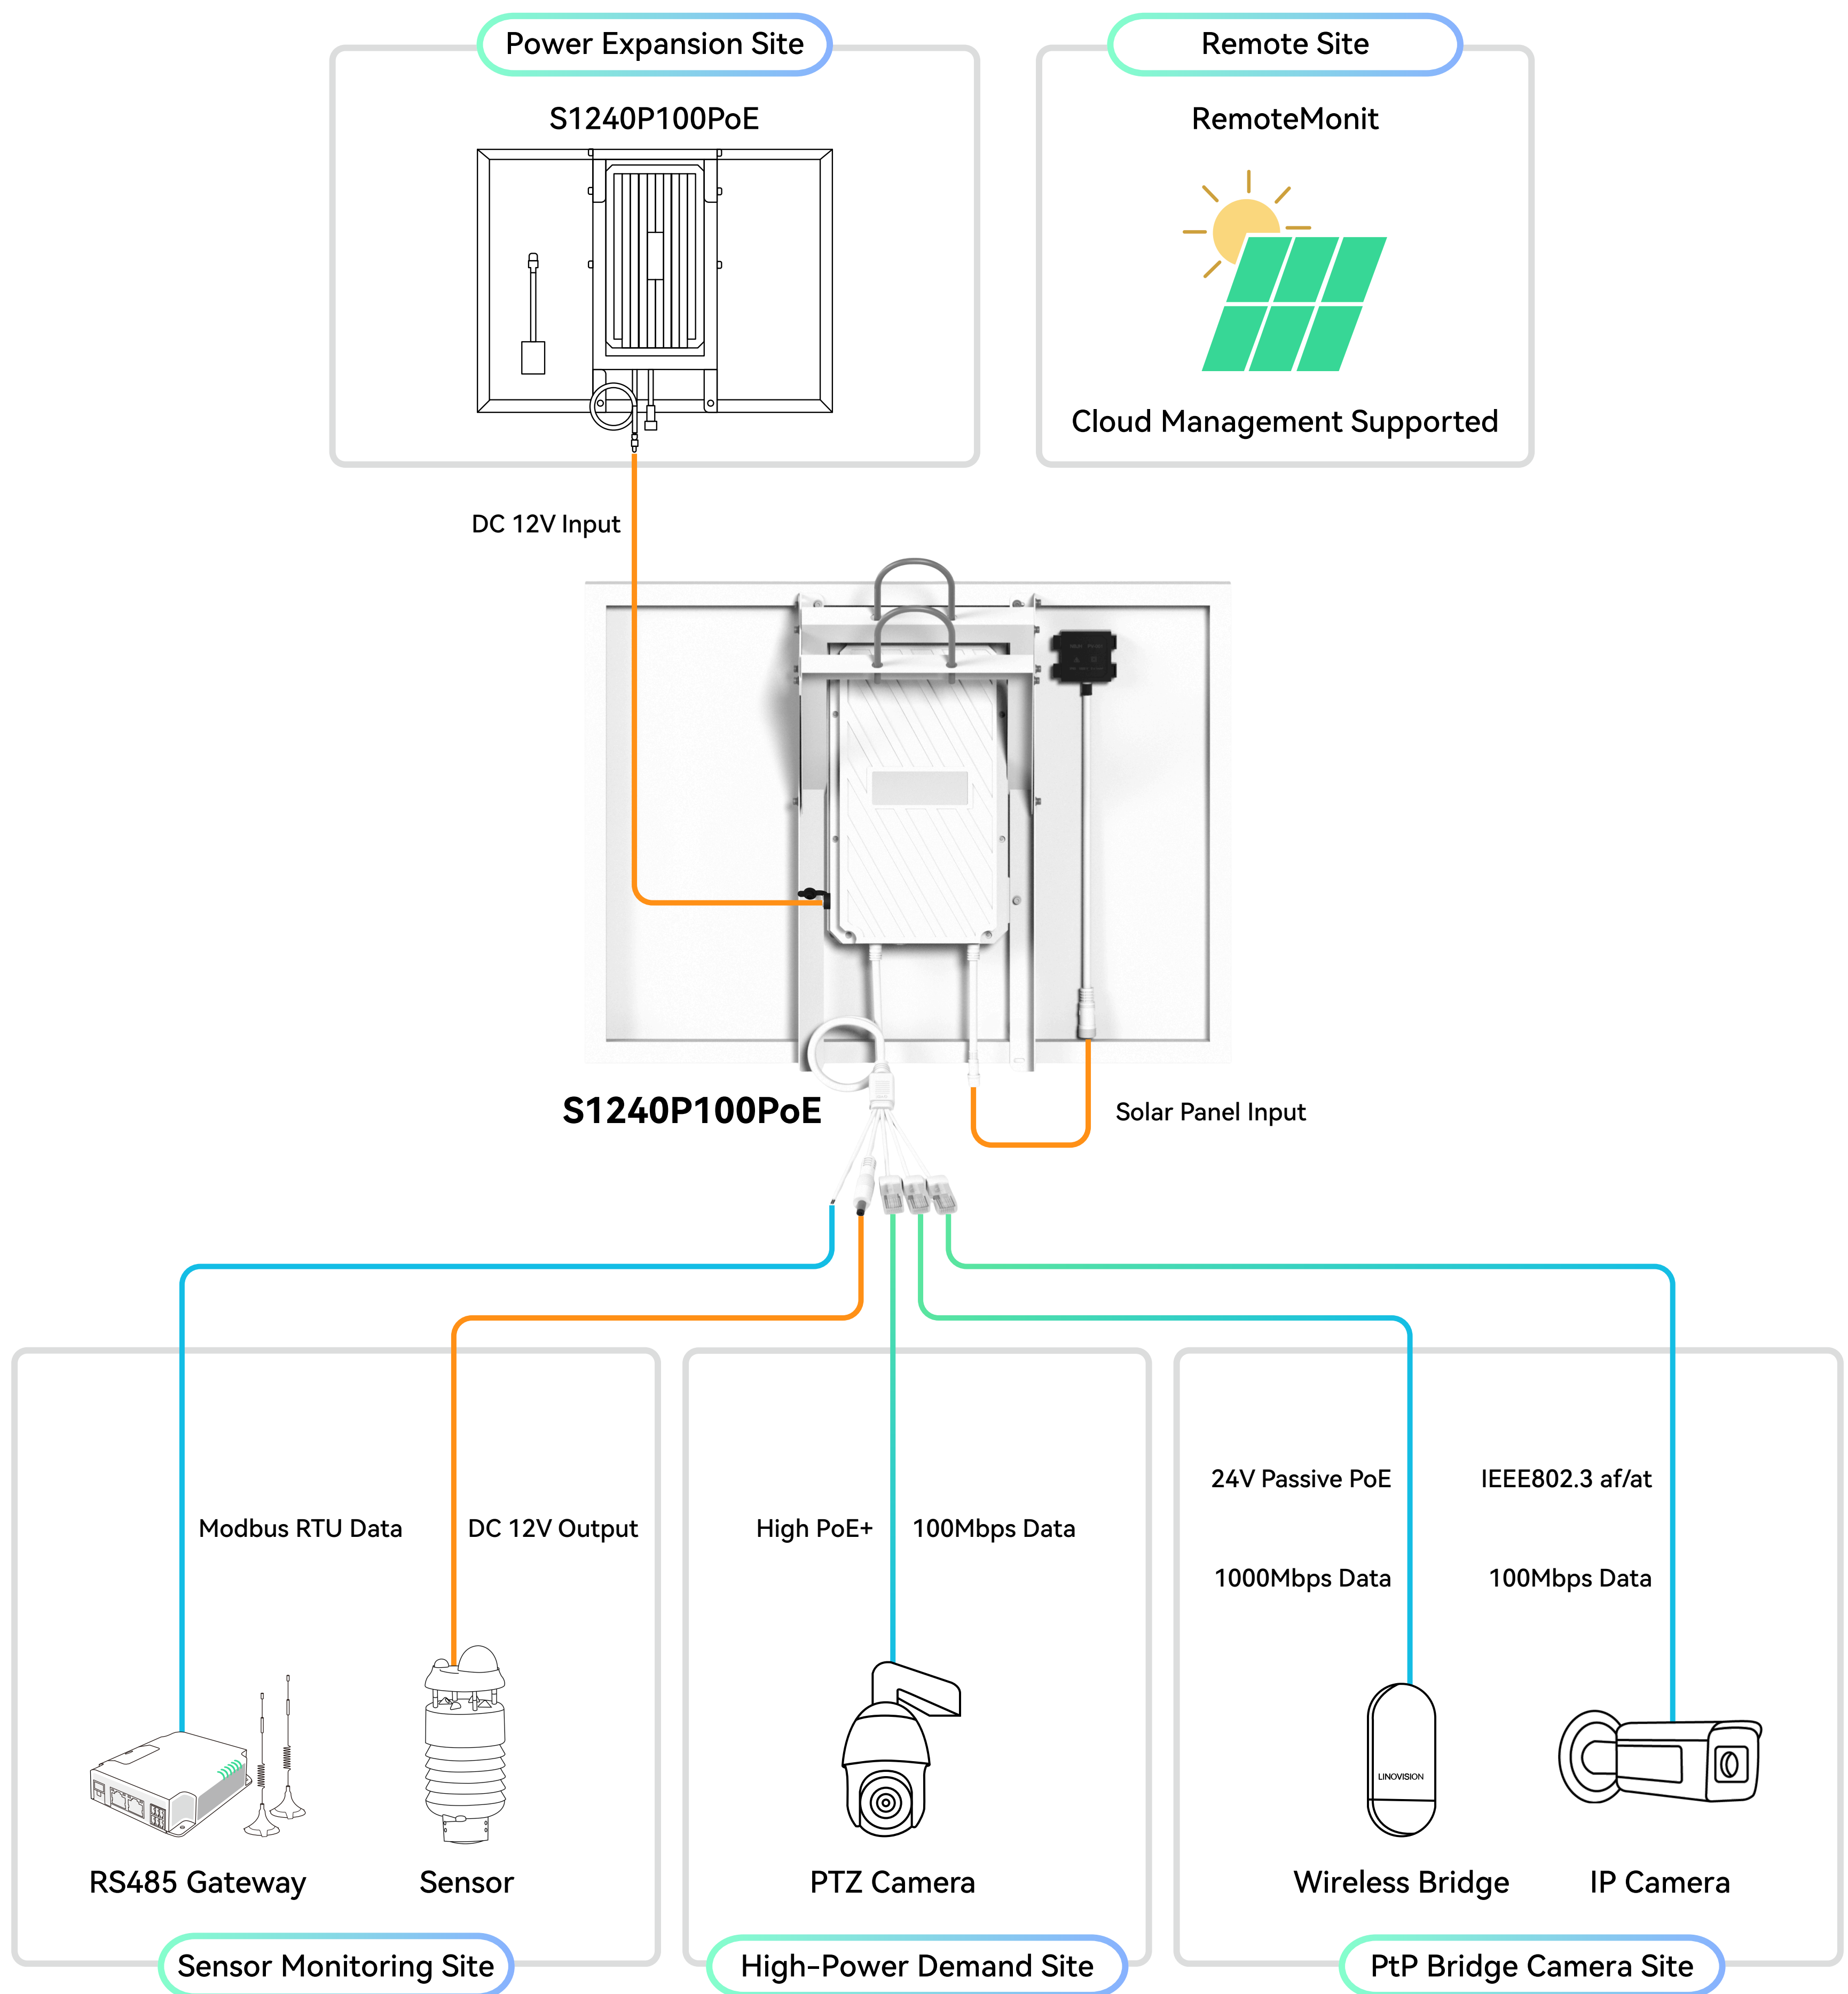 Power Expansion Site
Remote Site
S1240P100PoE
RemoteMonit
Cloud Management Supported
DC 12V Input
S1240P100PoE
Solar Panel Input
24V Passive PoE
IEEE802.3 af/at
Modbus RTU Data
DC 12V Output
High PoE+
100Mbps Data
1000Mbps Data
100Mbps Data
LINOVISION
RS485 Gateway
Sensor
PTZ Camera
Wireless Bridge
IP Camera
Sensor Monitoring Site
High-Power Demand Site
PtP Bridge Camera Site